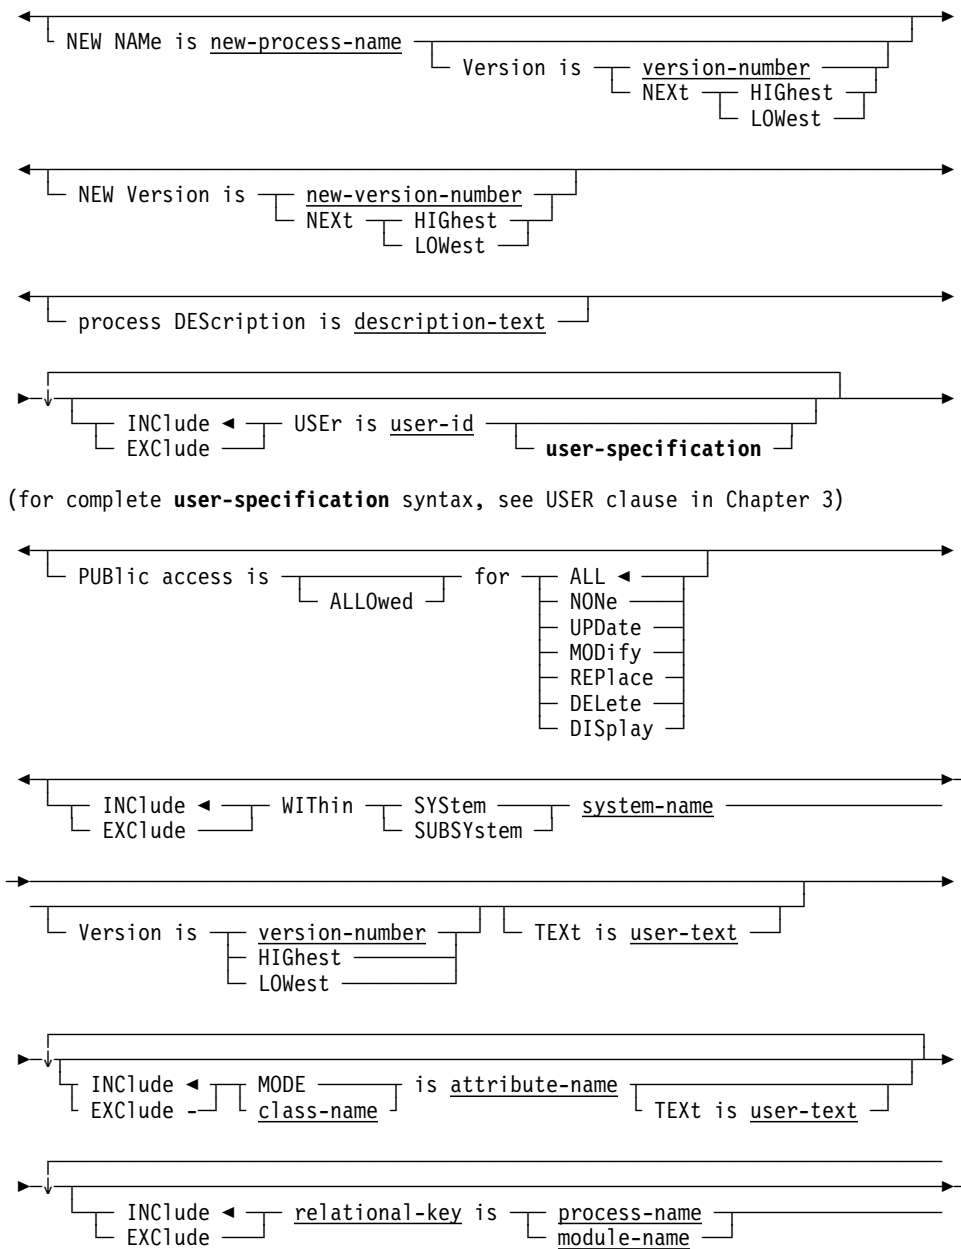 NEW NAMe is new-process-name
Version is version-number
NEXt HIGhest
LOWest
NEW Version is new-version-number
NEXt HIGhest
LOWest
process DEScription is description-text
INClude USEr is user-id
EXClude user-specification
(for complete user-specification syntax, see USER clause in Chapter 3)
PUBlic access is for ALL
ALLOwed NONe
UPDate
MODify
REPlace
DELete
DISplay
INClude WIThin SYStem system-name
EXClude SUBSYstem
Version is version-number TEXt is user-text
HIGhest
LOWest
INClude MODE is attribute-name
EXClude class-name TEXt is user-text
INClude relational-key is process-name
EXClude module-name